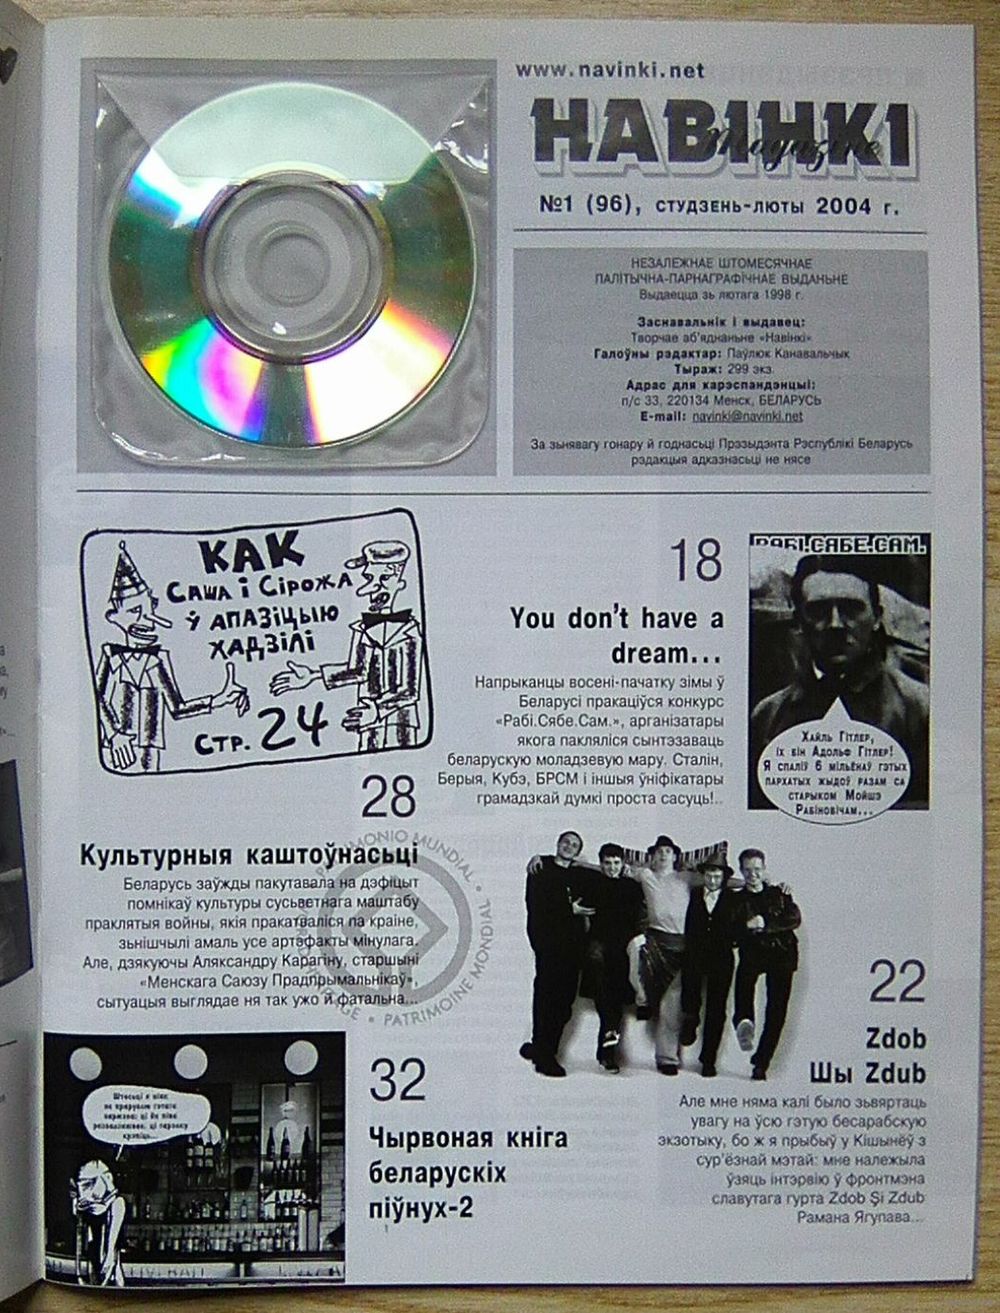 www.navinki.net
НАВІНКІ
Magazine
№1 (96), студзень-люты 2004 г.
НЕЗАЛЕЖНАЕ ШТОМЕСЯЧНАЕ
ПАЛІТЫЧНА-ПАРНАГРАФІЧНАЕ ВЫДАНЬНЕ
Выдаецца зь лютага 1998 г.
Заснавальнік і выдавец:
Творчае аб'яднаньне «Навінкі»
Галоўны рэдактар: Паўлюк Канавальчык
Тыраж: 299 экз.
Адрас для карэспандэнцыі:
п/с 33, 220134 Менск, БЕЛАРУСЬ
E-mail: navinki@navinki.net
За зьнявагу гонару й годнасьці Прэзыдэнта Рэспублікі Беларусь
рэдакцыя адказнасьці не нясе
КАК
САША І СІРОЖА
Ў АПАЗІЦЫЮ
ХАДЗІЛІ
СТР. 24
18
You don't have a
dream...
Напрыканцы восені-пачатку зімы ў
Беларусі пракаціўся конкурс
«Рабі.Сябе.Сам.», арганізатары
якога пакляліся сынтэзаваць
беларускую моладзевую мару. Сталін,
Берыя, Кубэ, БРСМ і іншыя ўніфікатары
грамадзкай думкі проста сасуць!..
РАБІ.СЯБЕ.САМ.
Хайль Гітлер,
іх бін Адольф Гітлер!
Я спаліў 6 мільёнаў гэтых
пархатых жыдоў разам са
старыком Мойшэ
Рабіновічам...
28
Культурныя каштоўнасьці
Беларусь заўжды пакутавала на дэфіцыт
помнікаў культуры сусьветнага маштабу
праклятыя войны, якія пракаталіся па краіне,
зьнішчылі амаль усе артэфакты мінулага.
Але, дзякуючы Аляксандру Карагіну, старшыні
«Менскага Саюзу Прадпрымальнікаў»,
сытуацыя выглядае ня так ужо й фатальна...
PATRIMONIO MUNDIAL • WORLD HERITAGE • PATRIMOINE MONDIAL •
22
Zdob
Шы Zdub
Але мне няма калі было зьвяртаць
увагу на ўсю гэтую бесарабскую
экзотыку, бо ж я прыбыў у Кішынёў з
сур'ёзнай мэтай: мне належыла
ўзяць інтэрвію ў фронтмэна
славутага гурта Zdob Şi Zdub
Рамана Ягупава...
32
Чырвоная кніга
беларускіх
піўнух-2